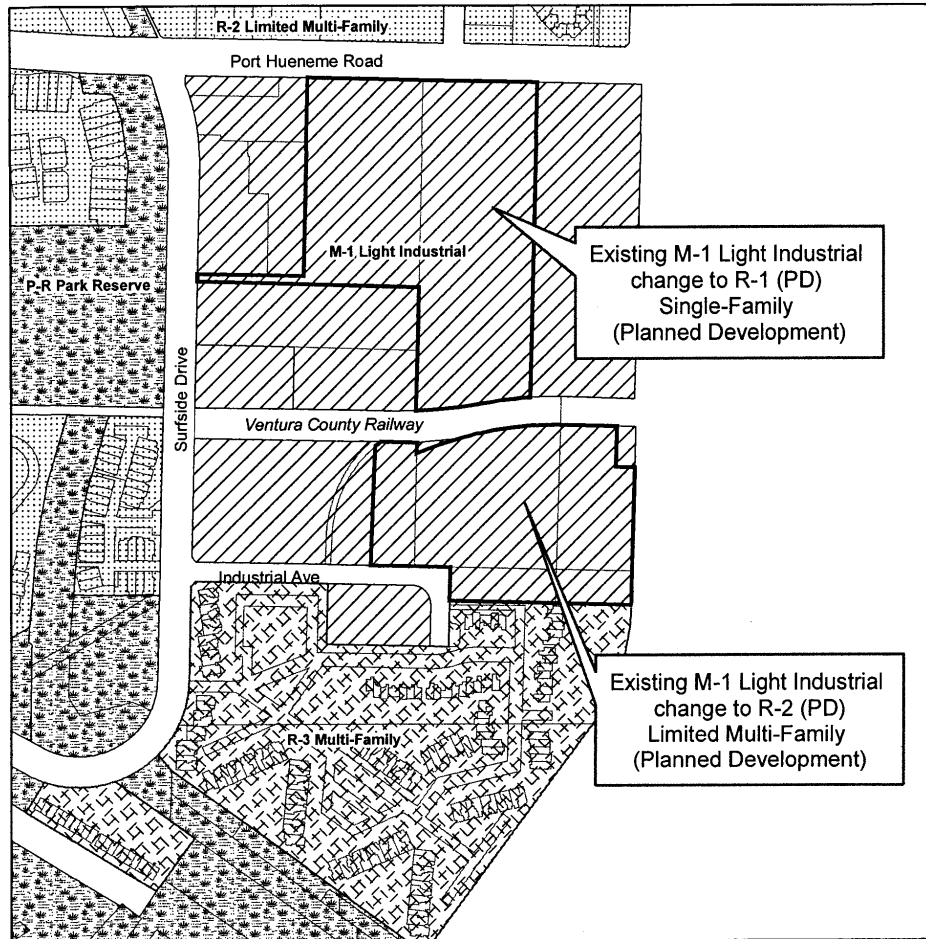 R-2 Limited Multi-Family
Port Hueneme Road
M-1 Light Industrial
Existing M-1 Light Industrial
change to R-1 (PD)
Single-Family
(Planned Development)
P-R Park Reserve
Surfside Drive
Ventura County Railway
Industrial Ave
Existing M-1 Light Industrial
change to R-2 (PD)
Limited Multi-Family
(Planned Development)
R-3 Multi-Family